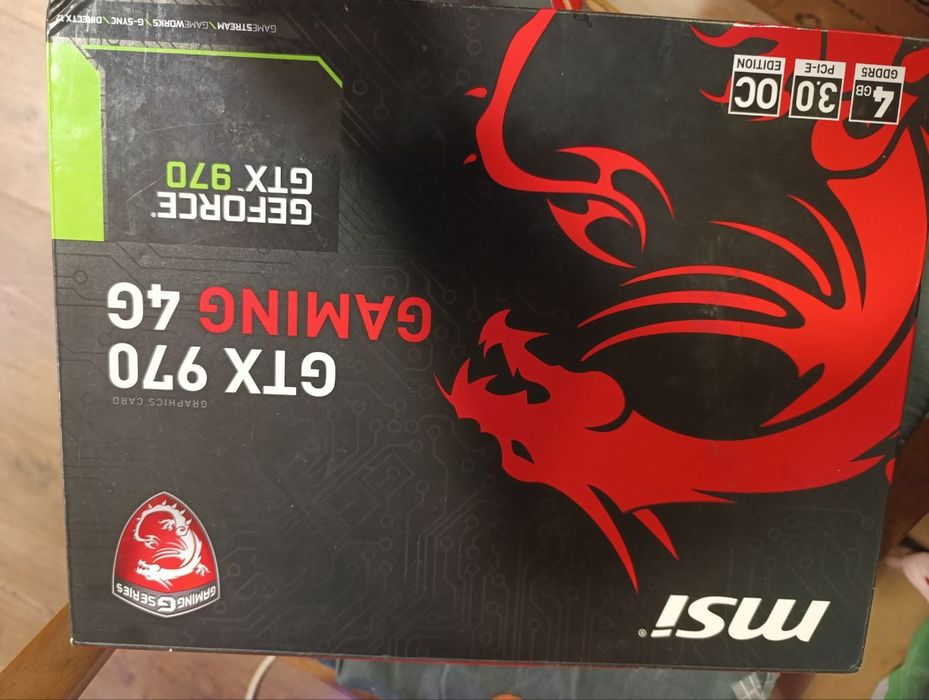 msi®
GAMING G SERIES
GRAPHICS CARD
GTX 970
GAMING 4G
GEFORCE®
GTX™ 970
4GB
GDDR5
3.0
PCI-E
OC
EDITION
GAMESTREAM / GAMEWORKS / G-SYNC / DIRECTX 12